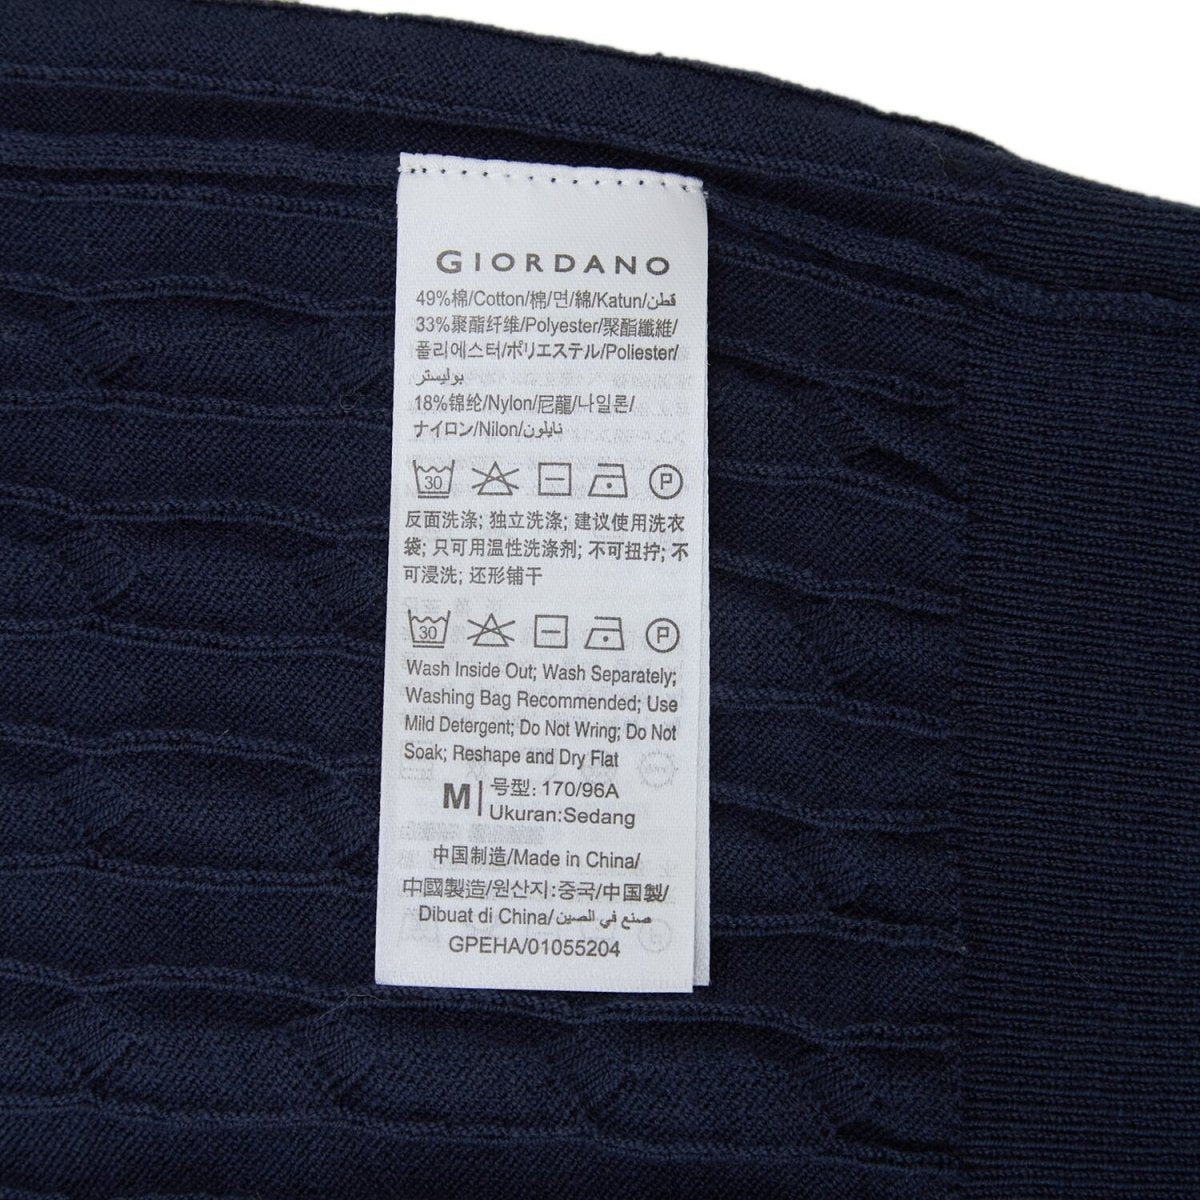 GIORDANO
49%棉/Cotton/棉/면/綿/Katun/قطن
33%聚酯纤维/Polyester/聚酯纖維/
폴리에스터/ポリエステル/Poliester/
بوليستر
18%锦纶/Nylon/尼龍/나일론/
ナイロン/Nilon/نايلون
30 P
反面洗涤; 独立洗涤; 建议使用洗衣
袋; 只可用温性洗涤剂; 不可扭拧; 不
可浸洗; 还形铺干
30 P
Wash Inside Out; Wash Separately;
Washing Bag Recommended; Use
Mild Detergent; Do Not Wring; Do Not
Soak; Reshape and Dry Flat
M 号型: 170/96A
Ukuran:Sedang
中国制造/Made in China/
中國製造/원산지:중국/中国製/
Dibuat di China/صنع في الصين
GPEHA/01055204